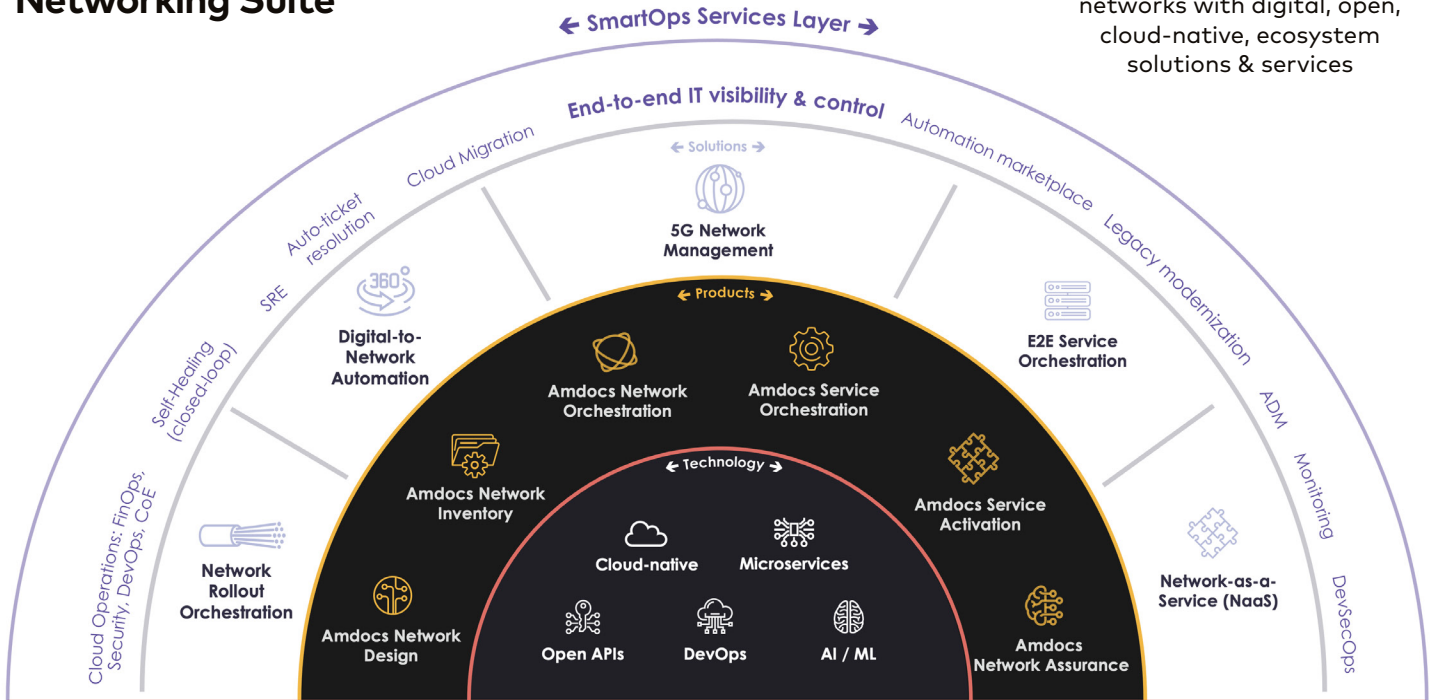 Networking Suite
networks with digital, open,
cloud-native, ecosystem
solutions & services
← SmartOps Services Layer →
End-to-end IT visibility & control
Cloud Operations: FinOps,
Security, DevOps, CoE
Self-Healing
(closed-loop)
SRE
Auto-ticket
resolution
Cloud Migration
Automation marketplace
Legacy modernization
ADM
Monitoring
DevSecOps
← Solutions →
Network
Rollout
Orchestration
360°
Digital-to-
Network
Automation
5G Network
Management
E2E Service
Orchestration
Network-as-a-
Service (NaaS)
← Products →
Amdocs Network
Design
Amdocs Network
Inventory
Amdocs Network
Orchestration
Amdocs Service
Orchestration
Amdocs Service
Activation
Amdocs
Network Assurance
← Technology →
Cloud-native
Microservices
Open APIs
DevOps
AI / ML